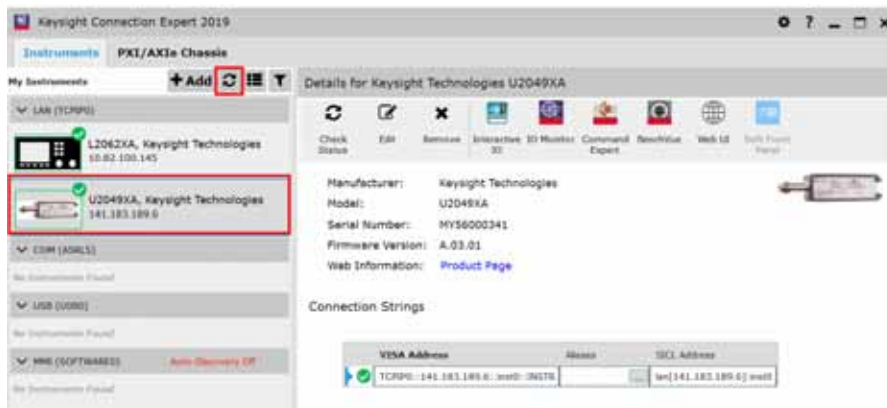 Keysight Connection Expert 2019
Instruments PXI/AXIe Chassis
My Instruments + Add
Details for Keysight Technologies U2049XA
LAN (TCPIP0)
L2062XA, Keysight Technologies
10.82.100.145
U2049XA, Keysight Technologies
141.183.189.6
COM (ASRL5)
No Instruments Found
USB (USB0)
No Instruments Found
Auto-Discovery Off
No Instruments Found
Check Status
Edit
Remove
Interactive IO
IO Monitor
Command Expert
BenchVue
Web UI
Soft Front Panel
Manufacturer: Keysight Technologies
Model: U2049XA
Serial Number: MY56000341
Firmware Version: A.03.01
Web Information: Product Page
Connection Strings
VISA Address Aliases SICL Address
TCPIP0::141.183.189.6::inst0::INSTR ... lan[141.183.189.6]:inst0